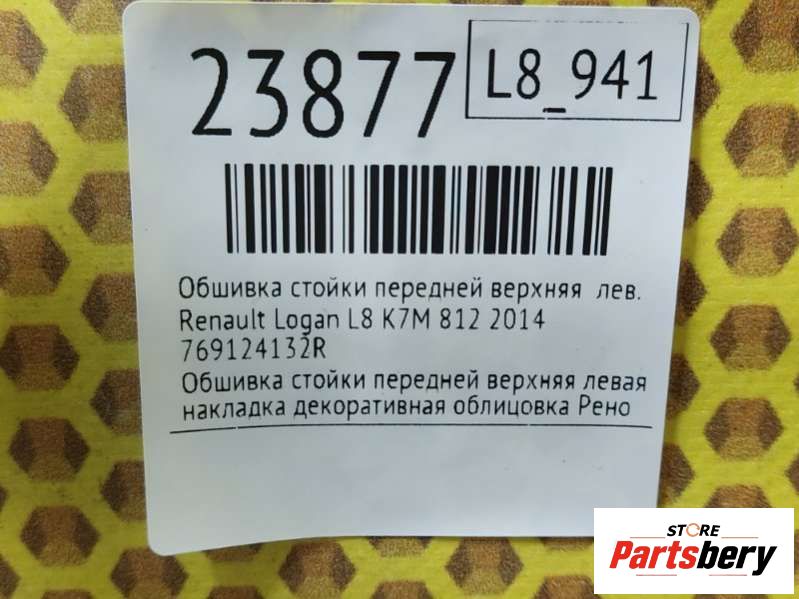 23877
L8_941
Обшивка стойки передней верхняя лев.
Renault Logan L8 K7M 812 2014
769124132R
Обшивка стойки передней верхняя левая
накладка декоративная облицовка Рено
STORE
Partsbery